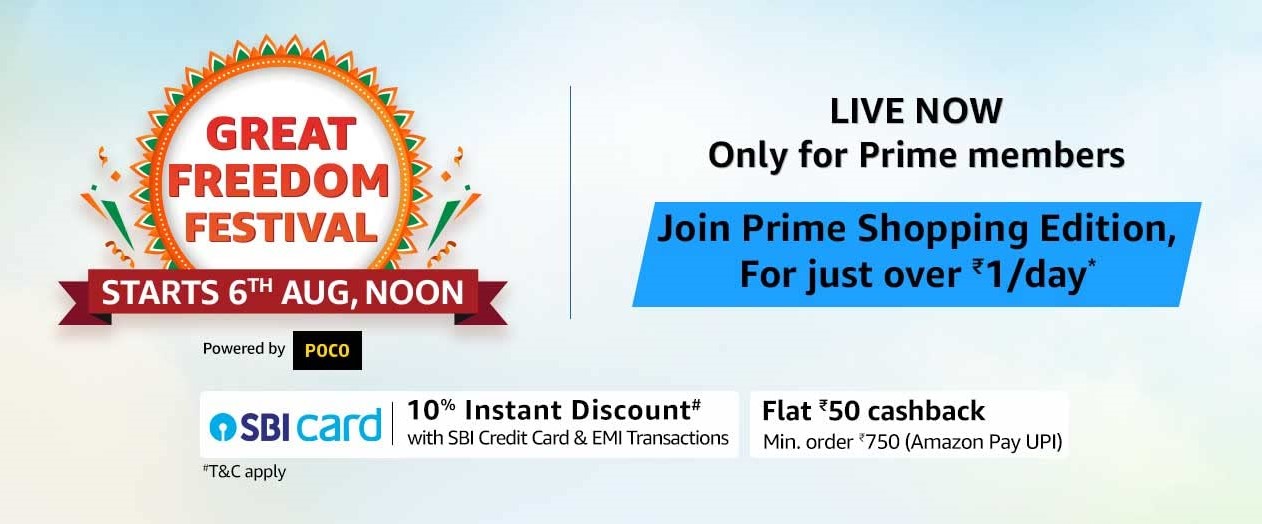 GREAT
FREEDOM
FESTIVAL
STARTS 6TH AUG, NOON
Powered by POCO
LIVE NOW
Only for Prime members
Join Prime Shopping Edition,
For just over ₹1/day*
SBI card
10% Instant Discount#
with SBI Credit Card & EMI Transactions
Flat ₹50 cashback
Min. order ₹750 (Amazon Pay UPI)
#T&C apply